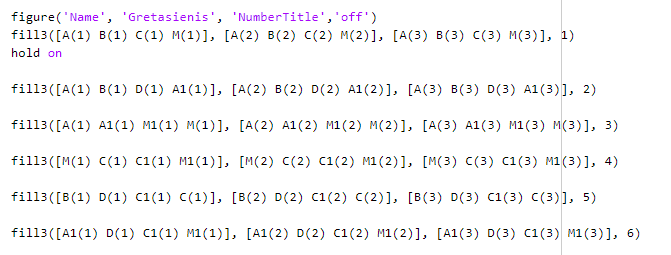 figure('Name', 'Gretasienis', 'NumberTitle','off')
fill3([A(1) B(1) C(1) M(1)], [A(2) B(2) C(2) M(2)], [A(3) B(3) C(3) M(3)], 1)
hold on
fill3([A(1) B(1) D(1) A1(1)], [A(2) B(2) D(2) A1(2)], [A(3) B(3) D(3) A1(3)], 2)
fill3([A(1) A1(1) M1(1) M(1)], [A(2) A1(2) M1(2) M(2)], [A(3) A1(3) M1(3) M(3)], 3)
fill3([M(1) C(1) C1(1) M1(1)], [M(2) C(2) C1(2) M1(2)], [M(3) C(3) C1(3) M1(3)], 4)
fill3([B(1) D(1) C1(1) C(1)], [B(2) D(2) C1(2) C(2)], [B(3) D(3) C1(3) C(3)], 5)
fill3([A1(1) D(1) C1(1) M1(1)], [A1(2) D(2) C1(2) M1(2)], [A1(3) D(3) C1(3) M1(3)], 6)